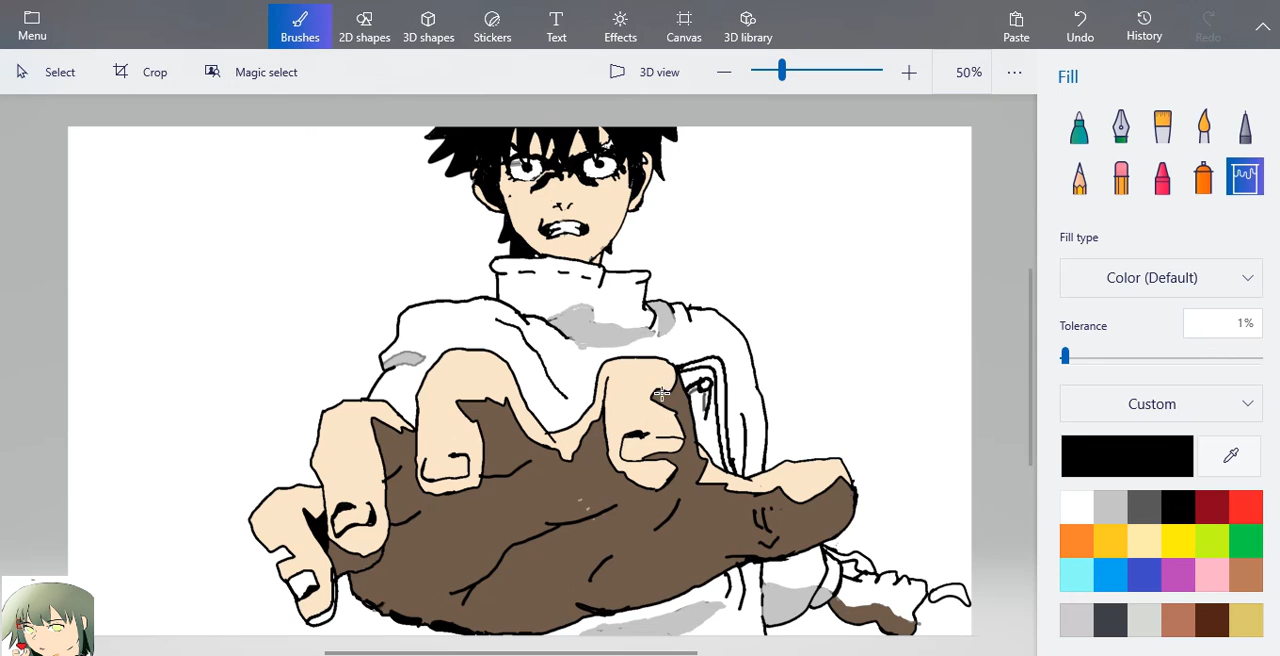 Menu
Brushes
2D shapes
3D shapes
Stickers
Text
Effects
Canvas
3D library
Paste
Undo
History
Redo
Select
Crop
Magic select
3D view
50%
Fill
Fill type
Color (Default)
Tolerance
1%
Custom